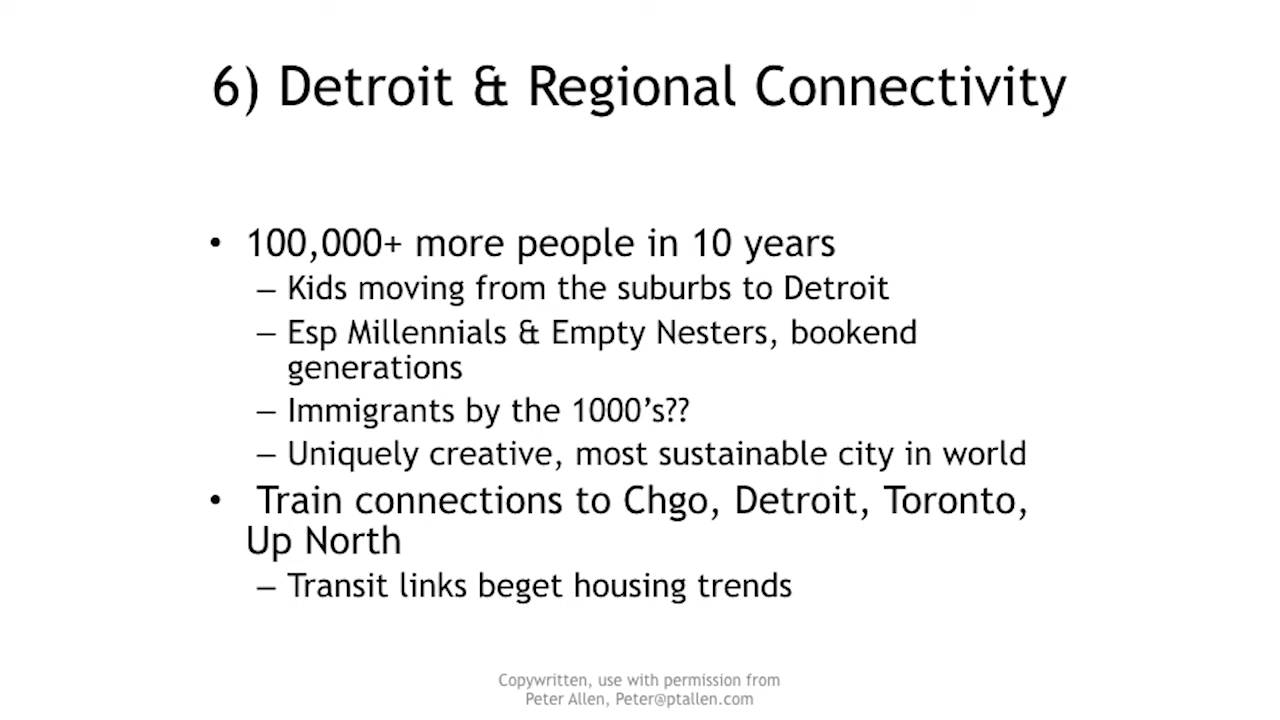 6) Detroit & Regional Connectivity
• 100,000+ more people in 10 years
– Kids moving from the suburbs to Detroit
– Esp Millennials & Empty Nesters, bookend
generations
– Immigrants by the 1000’s??
– Uniquely creative, most sustainable city in world
• Train connections to Chgo, Detroit, Toronto,
Up North
– Transit links beget housing trends
Copywritten, use with permission from
Peter Allen, Peter@ptallen.com